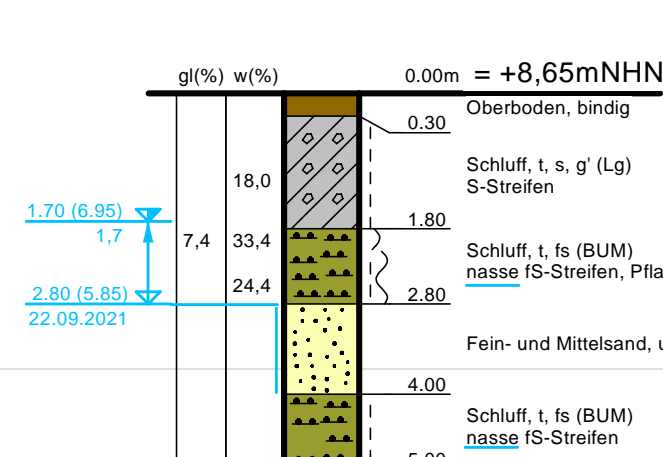 gl(%) w(%) 0.00m = +8,65mNHN
Oberboden, bindig
0.30
Schluff, t, s, g' (Lg)
18,0
S-Streifen
1.70 (6.95)
1.80
1,7
7,4 33,4
Schluff, t, fs (BUM)
nasse fS-Streifen, Pfla
24,4
2.80 (5.85)
2.80
22.09.2021
Fein- und Mittelsand, u
4.00
Schluff, t, fs (BUM)
nasse fS-Streifen
5.00